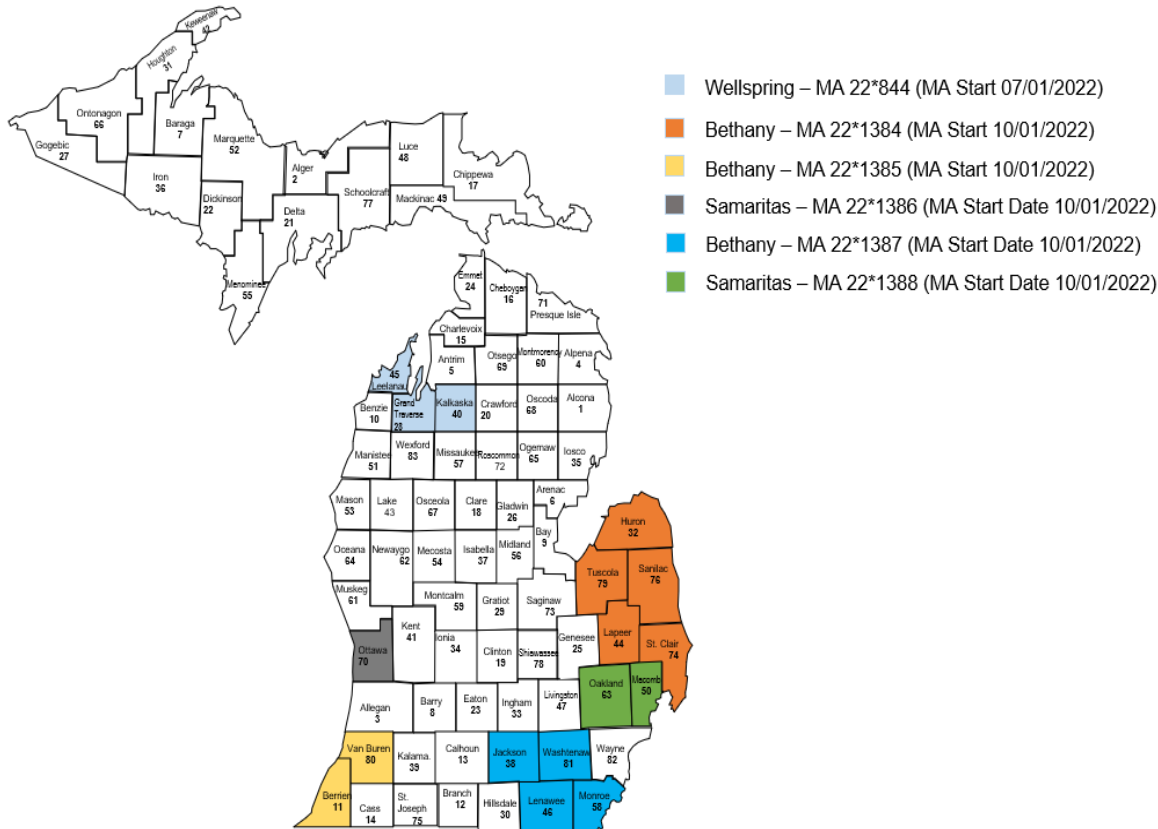 Keweenaw
42
Houghton
31
Ontonagon
66
Baraga
7
Gogebic
27
Marquette
52
Iron
36
Alger
2
Luce
48
Chippewa
17
Schoolcraft
77
Mackinac 49
Dickinson
22
Delta
21
Menominee
55
Wellspring – MA 22*844 (MA Start 07/01/2022)
Bethany – MA 22*1384 (MA Start 10/01/2022)
Bethany – MA 22*1385 (MA Start 10/01/2022)
Samaritas – MA 22*1386 (MA Start Date 10/01/2022)
Bethany – MA 22*1387 (MA Start Date 10/01/2022)
Samaritas – MA 22*1388 (MA Start Date 10/01/2022)
Emmet
24
Cheboygan
16
71
Presque Isle
Charlevoix
15
Antrim
5
Otsego
69
Montmorency
60
Alpena
4
45
Leelanau
Benzie
10
Grand
Traverse
28
Kalkaska
40
Crawford
20
Oscoda
68
Alcona
1
Manistee
51
Wexford
83
Missaukee
57
Roscommon
72
Ogemaw
65
Iosco
35
Mason
53
Lake
43
Osceola
67
Clare
18
Gladwin
26
Arenac
6
Oceana
64
Newaygo
62
Mecosta
54
Isabella
37
Midland
56
Bay
9
Huron
32
Tuscola
79
Sanilac
76
Muskeg
61
Montcalm
59
Gratiot
29
Saginaw
73
Ottawa
70
Kent
41
Ionia
34
Clinton
19
Shiawassee
78
Genesee
25
Lapeer
44
St. Clair
74
Allegan
3
Barry
8
Eaton
23
Ingham
33
Livingston
47
Oakland
63
Macomb
50
Van Buren
80
Kalama.
39
Calhoun
13
Jackson
38
Washtenaw
81
Wayne
82
Berrien
11
Cass
14
St.
Joseph
75
Branch
12
Hillsdale
30
Lenawee
46
Monroe
58